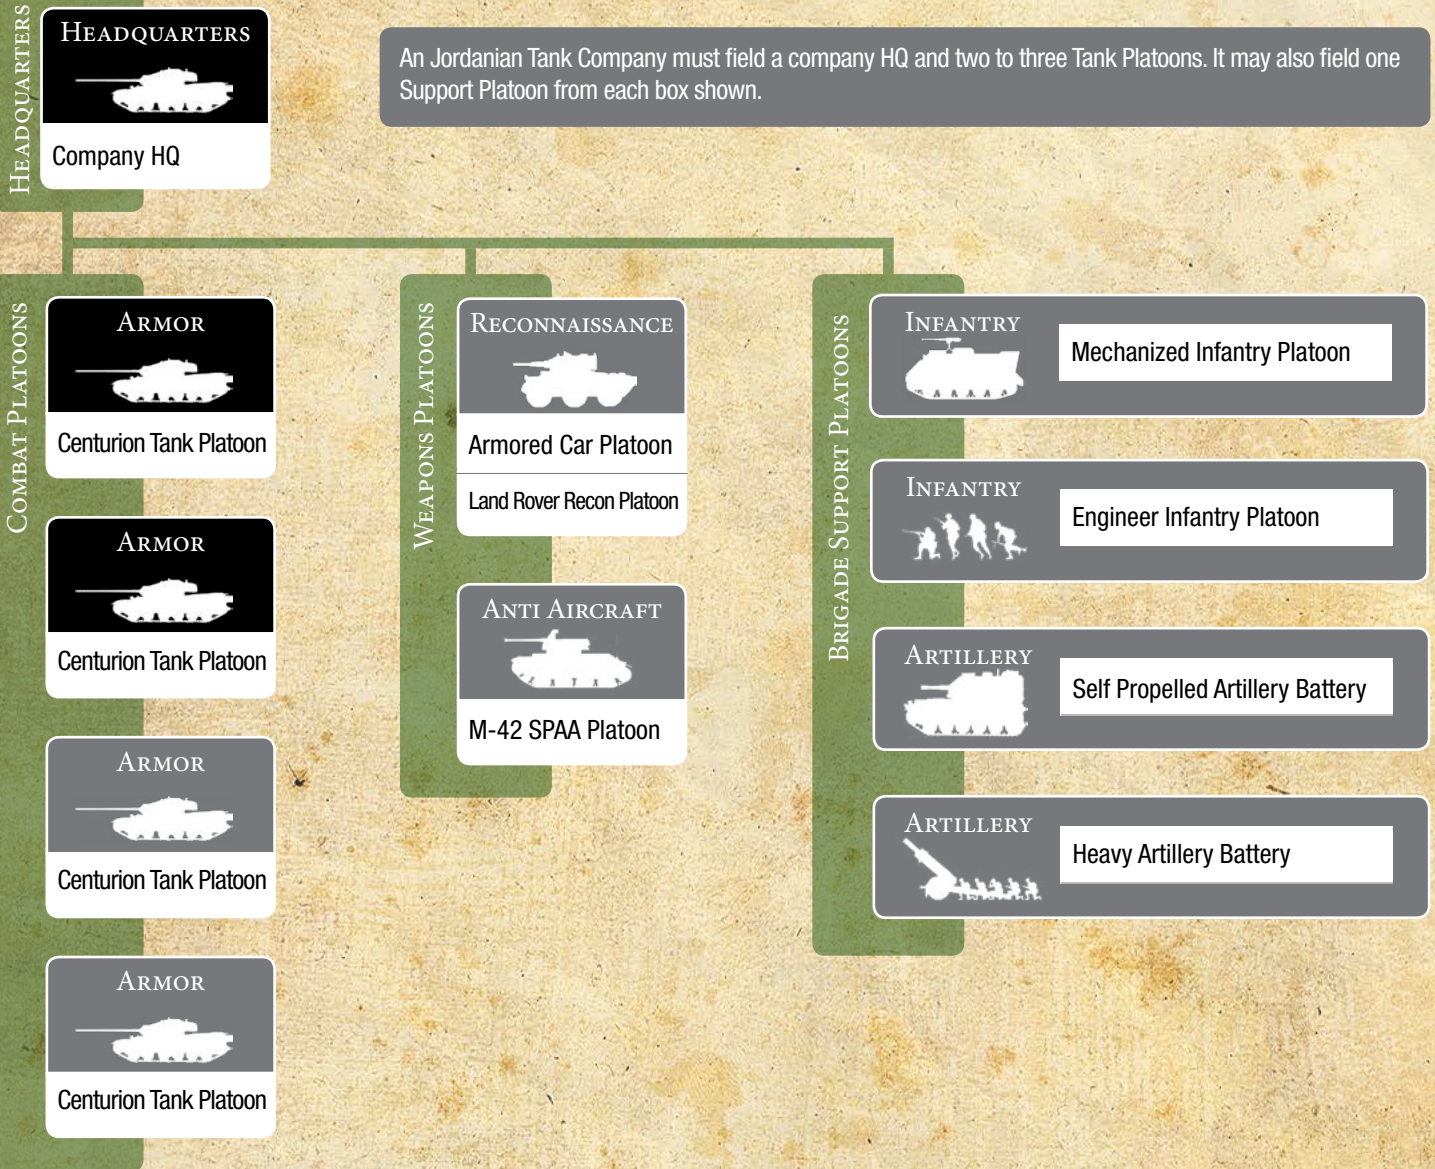 HEADQUARTERS
HEADQUARTERS
Company HQ
An Jordanian Tank Company must field a company HQ and two to three Tank Platoons. It may also field one
Support Platoon from each box shown.
COMBAT PLATOONS
ARMOR
Centurion Tank Platoon
ARMOR
Centurion Tank Platoon
ARMOR
Centurion Tank Platoon
ARMOR
Centurion Tank Platoon
WEAPONS PLATOONS
RECONNAISSANCE
Armored Car Platoon
Land Rover Recon Platoon
ANTI AIRCRAFT
M-42 SPAA Platoon
BRIGADE SUPPORT PLATOONS
INFANTRY
Mechanized Infantry Platoon
INFANTRY
Engineer Infantry Platoon
ARTILLERY
Self Propelled Artillery Battery
ARTILLERY
Heavy Artillery Battery